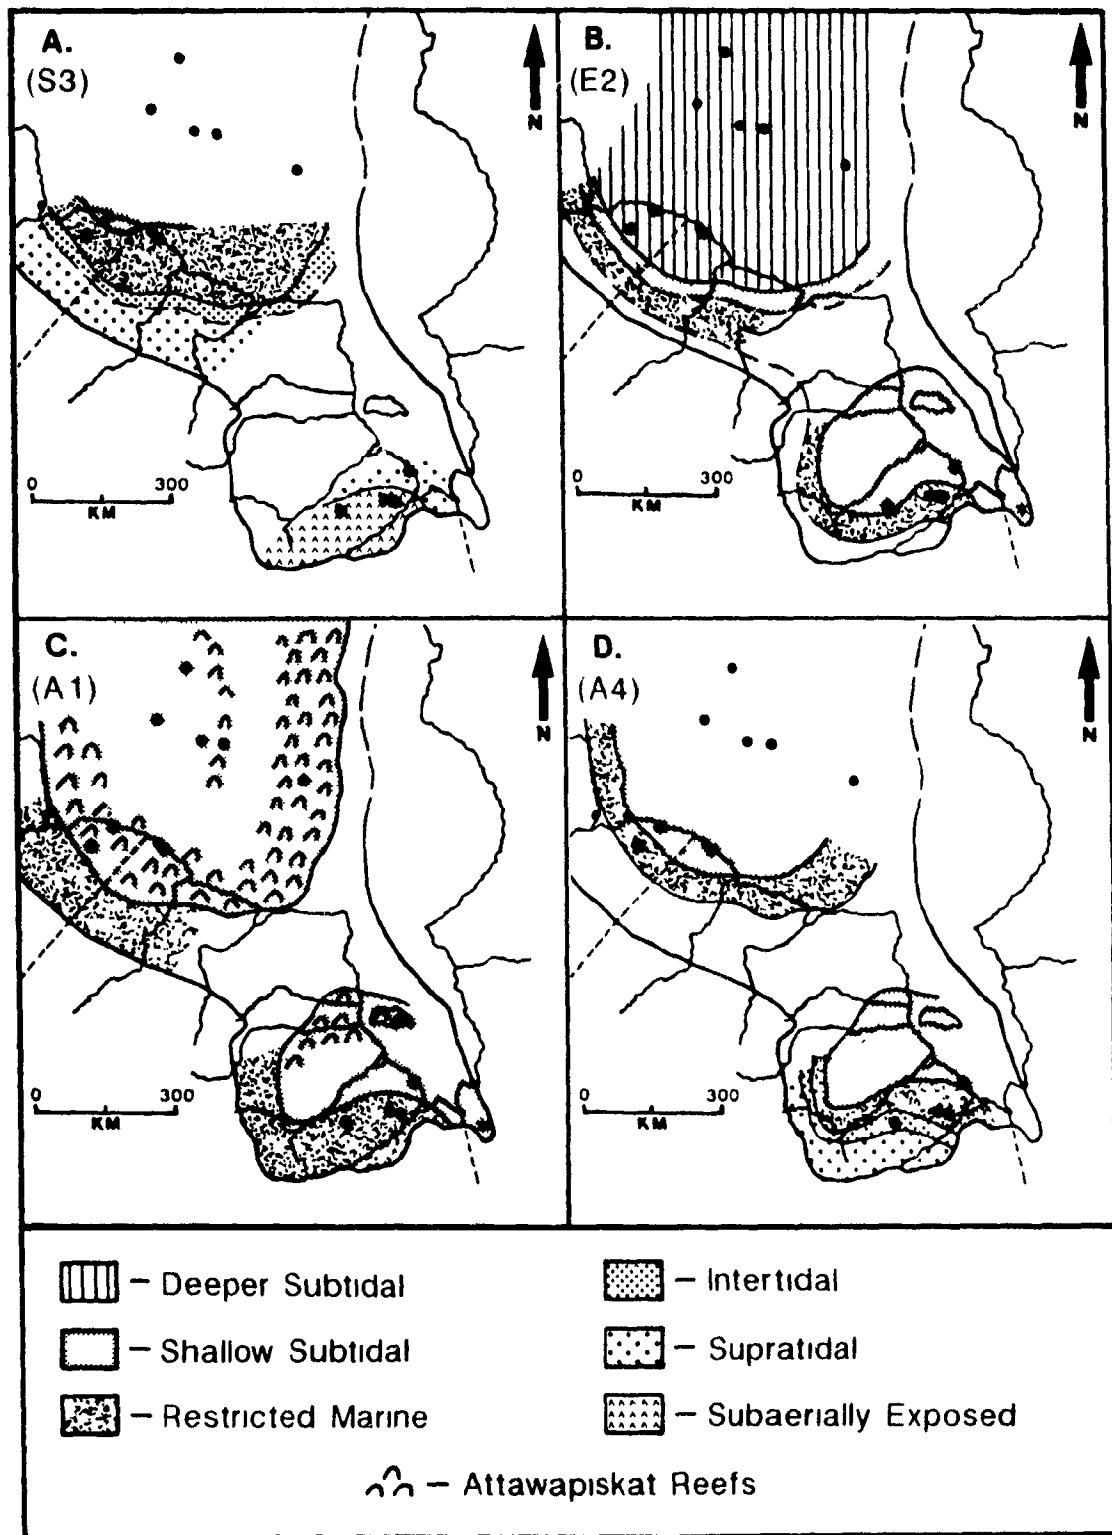 A.
(S3)
N
0 300
KM
B.
(E2)
N
0 300
KM
C.
(A1)
N
0 300
KM
D.
(A4)
N
0 300
KM
– Deeper Subtidal
– Intertidal
– Shallow Subtidal
– Supratidal
– Restricted Marine
– Subaerially Exposed
– Attawapiskat Reefs